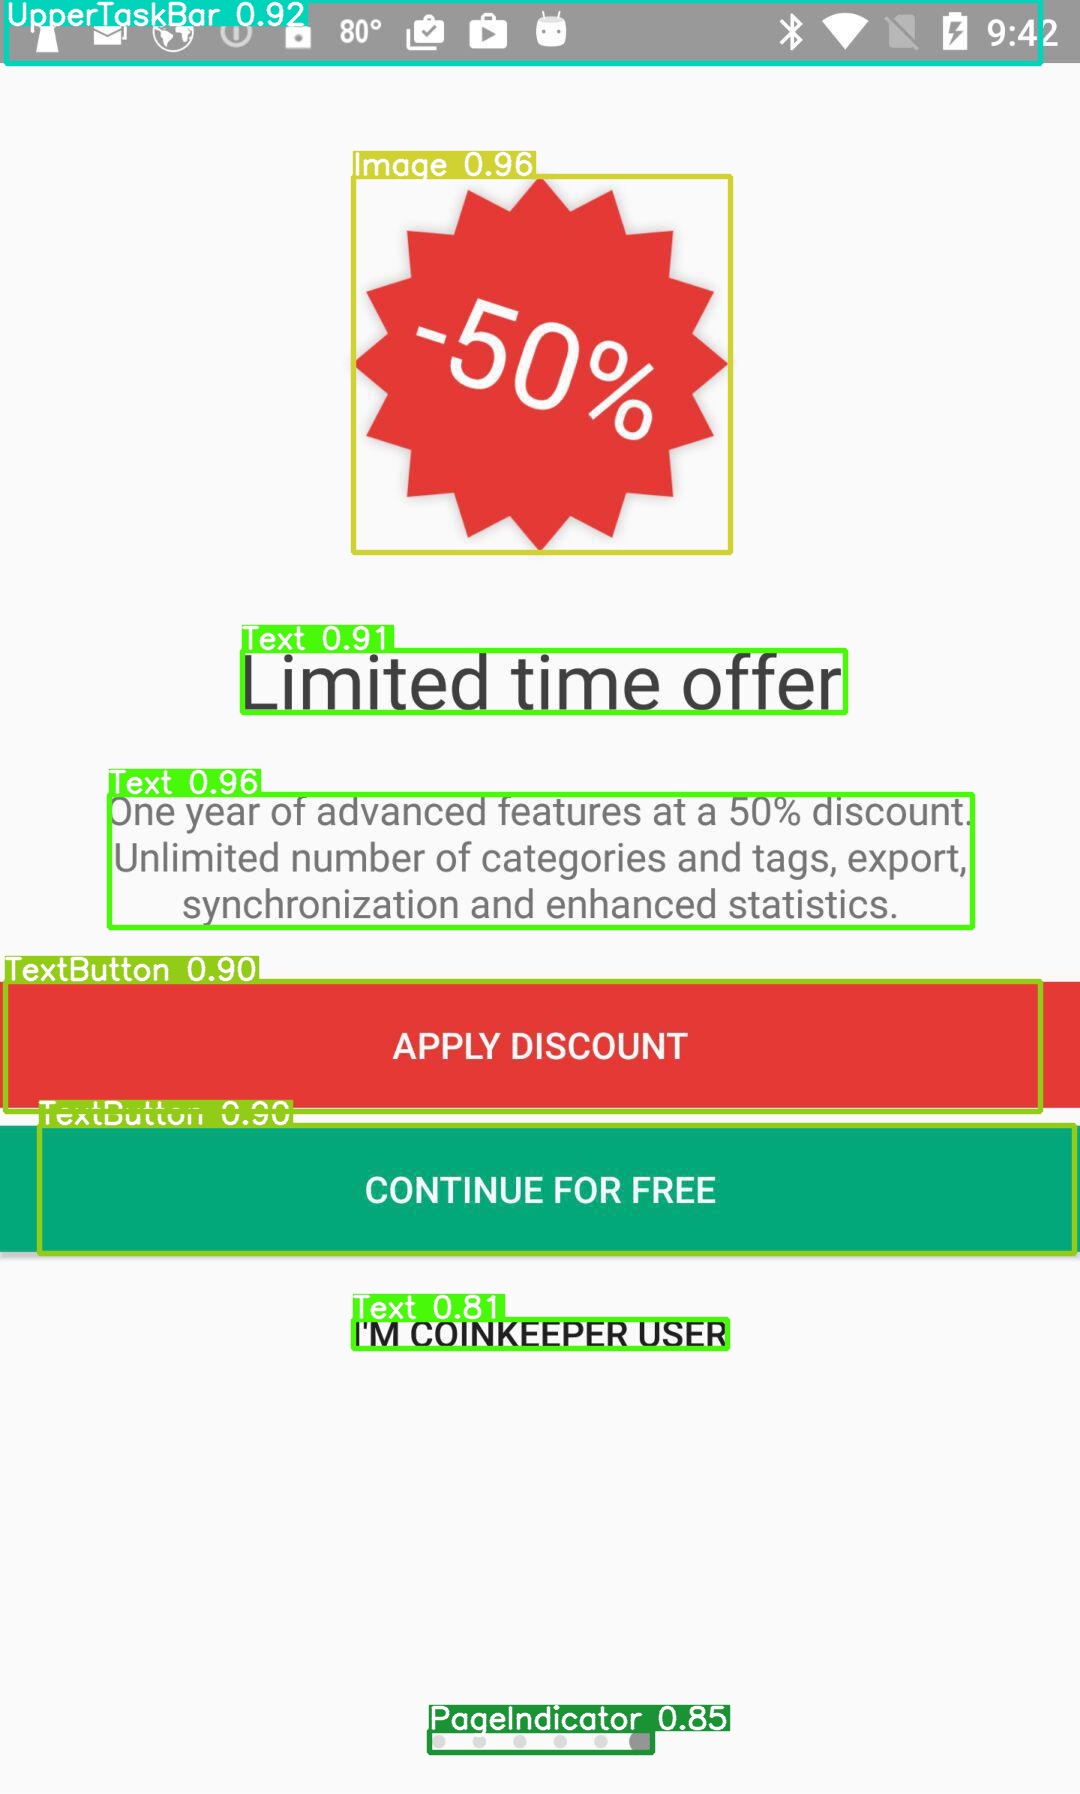 UpperTaskBar 0.92
80° 9:42
Image 0.96
-50%
Text 0.91
Limited time offer
Text 0.96
One year of advanced features at a 50% discount.
Unlimited number of categories and tags, export,
synchronization and enhanced statistics.
TextButton 0.90
APPLY DISCOUNT
TextButton 0.90
CONTINUE FOR FREE
Text 0.81
I'M COINKEEPER USER
PageIndicator 0.85